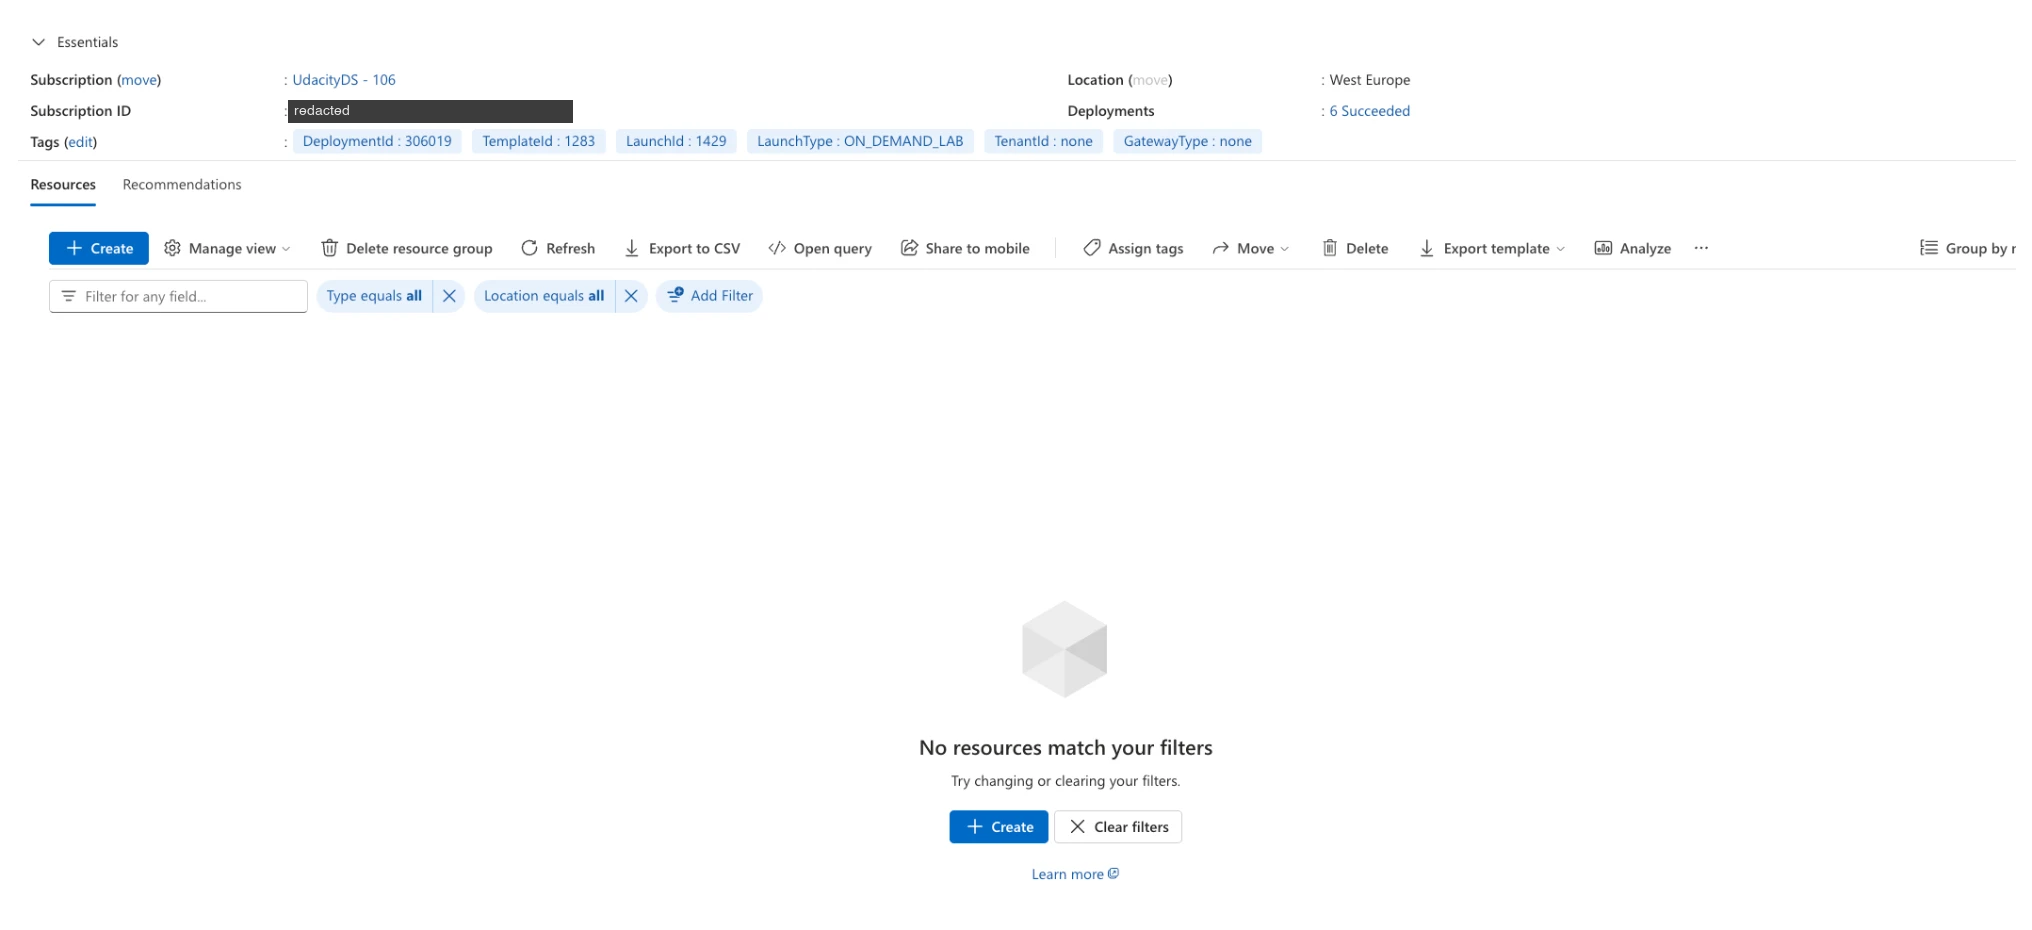 Essentials
Subscription (move) : UdacityDS - 106 Location (move) : West Europe
Subscription ID : redacted Deployments : 6 Succeeded
Tags (edit) : DeploymentId : 306019 TemplateId : 1283 LaunchId : 1429 LaunchType : ON_DEMAND_LAB TenantId : none GatewayType : none
Resources Recommendations
Create Manage view Delete resource group Refresh Export to CSV Open query Share to mobile Assign tags Move Delete Export template Analyze ... Group by
Filter for any field... Type equals all Location equals all Add Filter
No resources match your filters
Try changing or clearing your filters.
Create Clear filters
Learn more